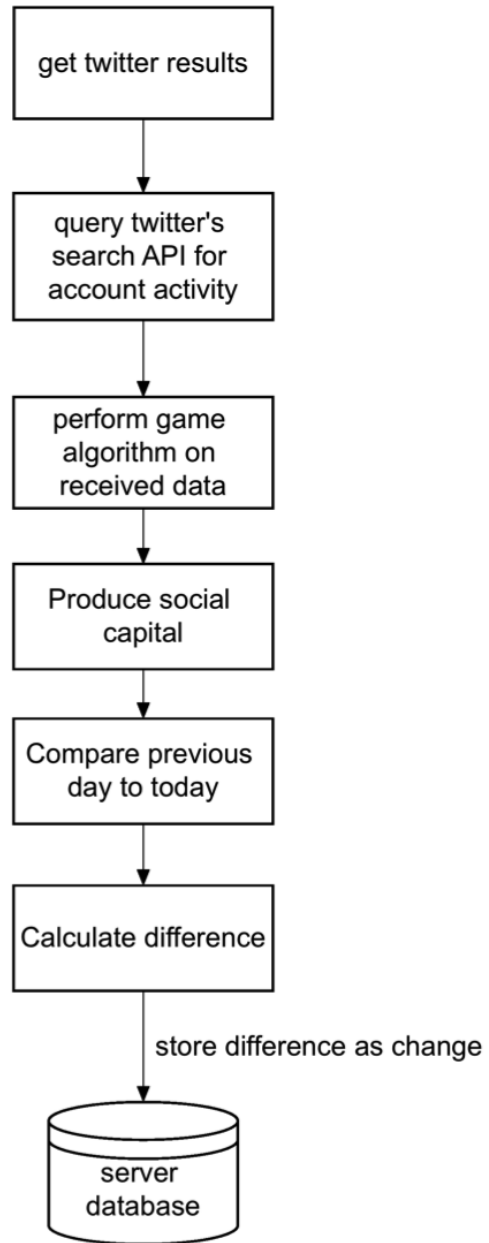 get twitter results
query twitter's
search API for
account activity
perform game
algorithm on
received data
Produce social
capital
Compare previous
day to today
Calculate difference
store difference as change
server
database